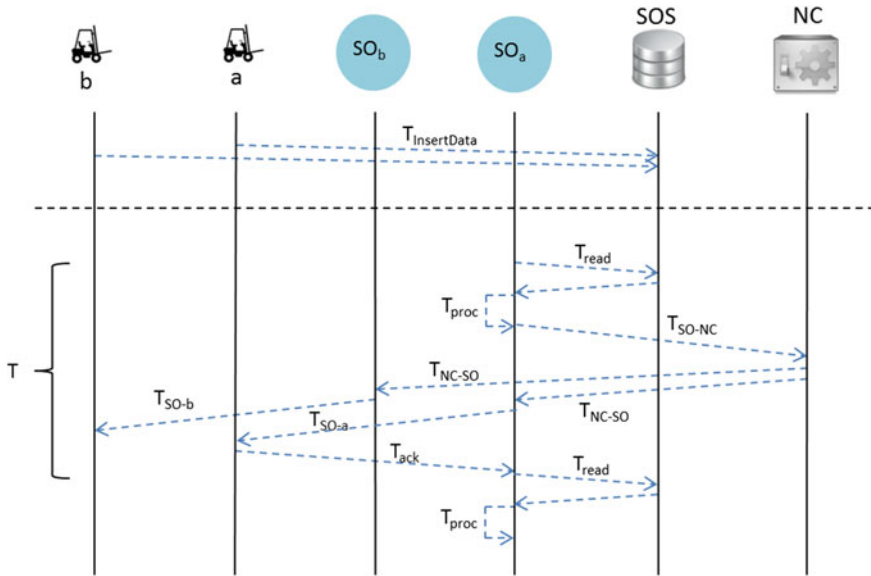 b
a
SO_b
SO_a
SOS
NC
T_InsertData
T_read
T_proc
T_SO-NC
T
T_NC-SO
T_SO-b
T_NC-SO
T_SO-a
T_ack
T_read
T_proc